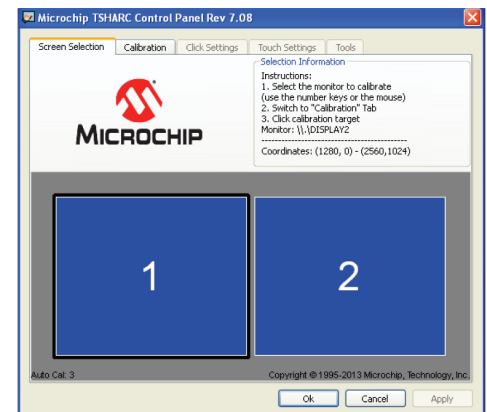 Microchip TSHARC Control Panel Rev 7.08
Screen Selection Calibration Click Settings Touch Settings Tools
Selection Information
Instructions:
1. Select the monitor to calibrate
(use the number keys or the mouse)
2. Switch to "Calibration" Tab
3. Click calibration target
Monitor: \\.\DISPLAY2
----------------------------------------
Coordinates: (1280, 0) - (2560,1024)
MICROCHIP
1 2
Auto Cal: 3 Copyright © 1995-2013 Microchip, Technology, Inc.
Ok Cancel Apply